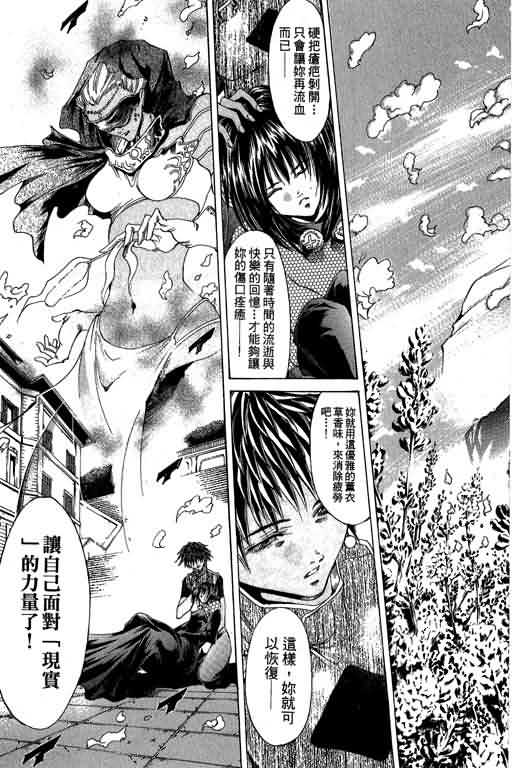 硬把瘡疤剝開…
只會讓妳再流血
而已——
只有隨著時間的流逝與
快樂的回憶…才能夠讓
妳的傷口痊癒——
妳就用這優雅的薰衣
草香味，來消除疲勞
吧…！
這樣，妳就可
以恢復——
讓自己面對「現實
」的力量了！